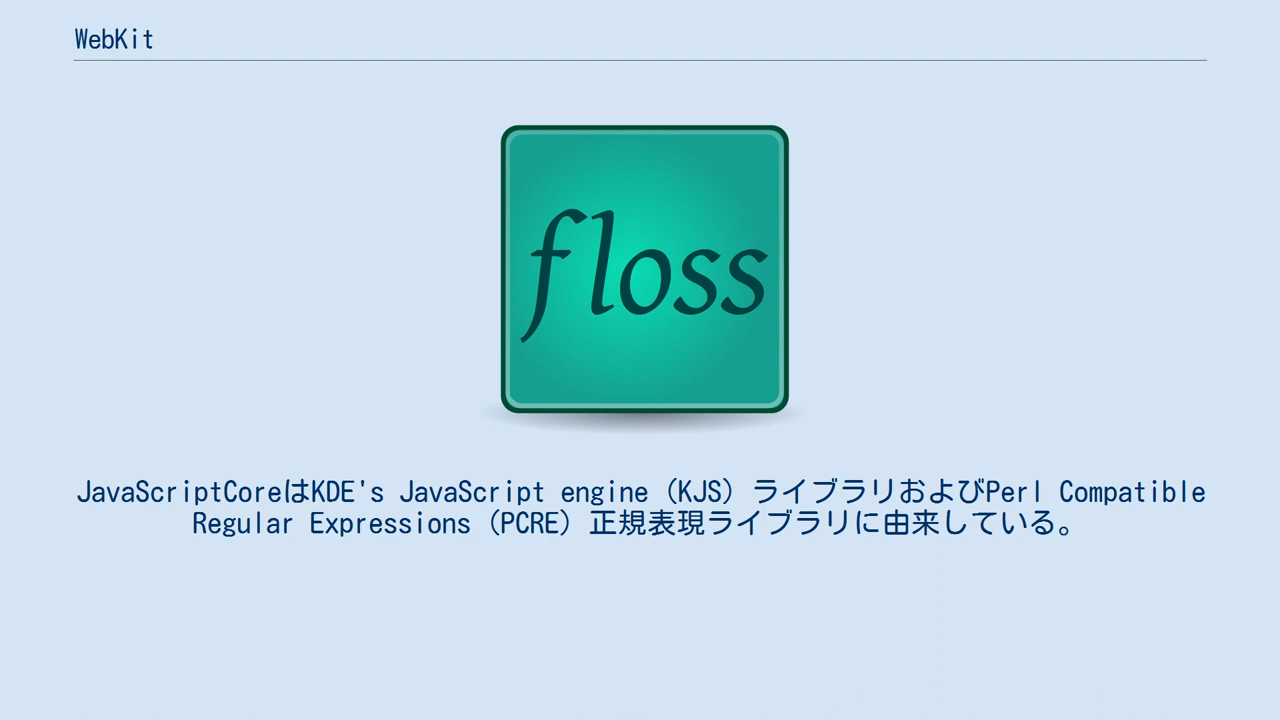 WebKit
floss
JavaScriptCoreはKDE's JavaScript engine（KJS）ライブラリおよびPerl Compatible
Regular Expressions（PCRE）正規表現ライブラリに由来している。